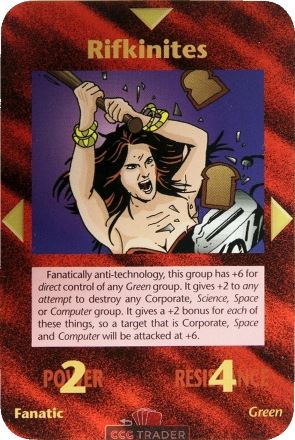 Rifkinites
Fanatically anti-technology, this group has +6 for
direct control of any Green group. It gives +2 to any
attempt to destroy any Corporate, Science, Space
or Computer group. It gives a +2 bonus for each of
these things, so a target that is Corporate, Space
and Computer will be attacked at +6.
POWER 2 RESISTANCE 4
Fanatic Green
CCG TRADER